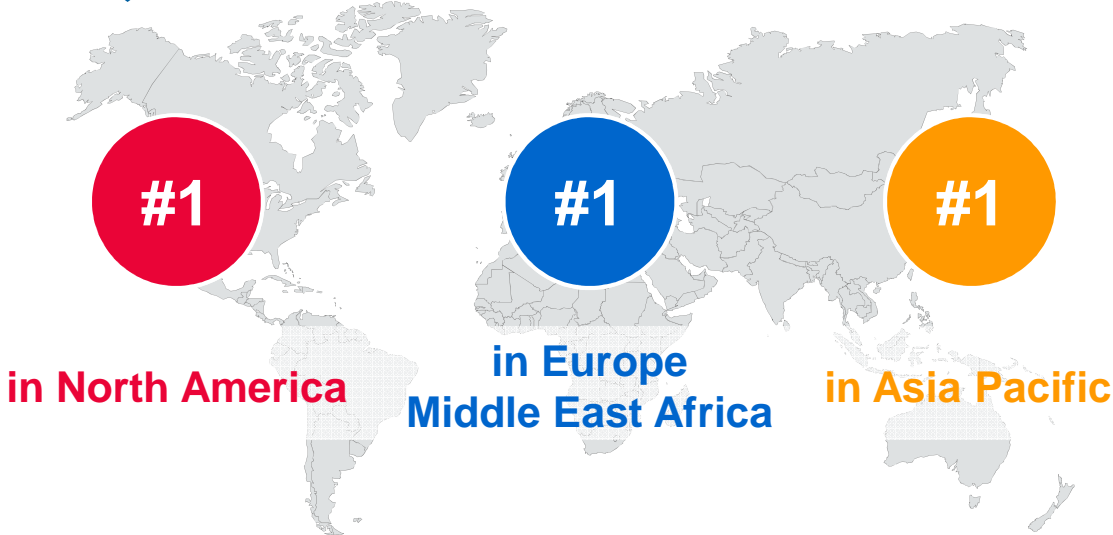 #1
in North America
#1
in Europe
Middle East Africa
#1
in Asia Pacific